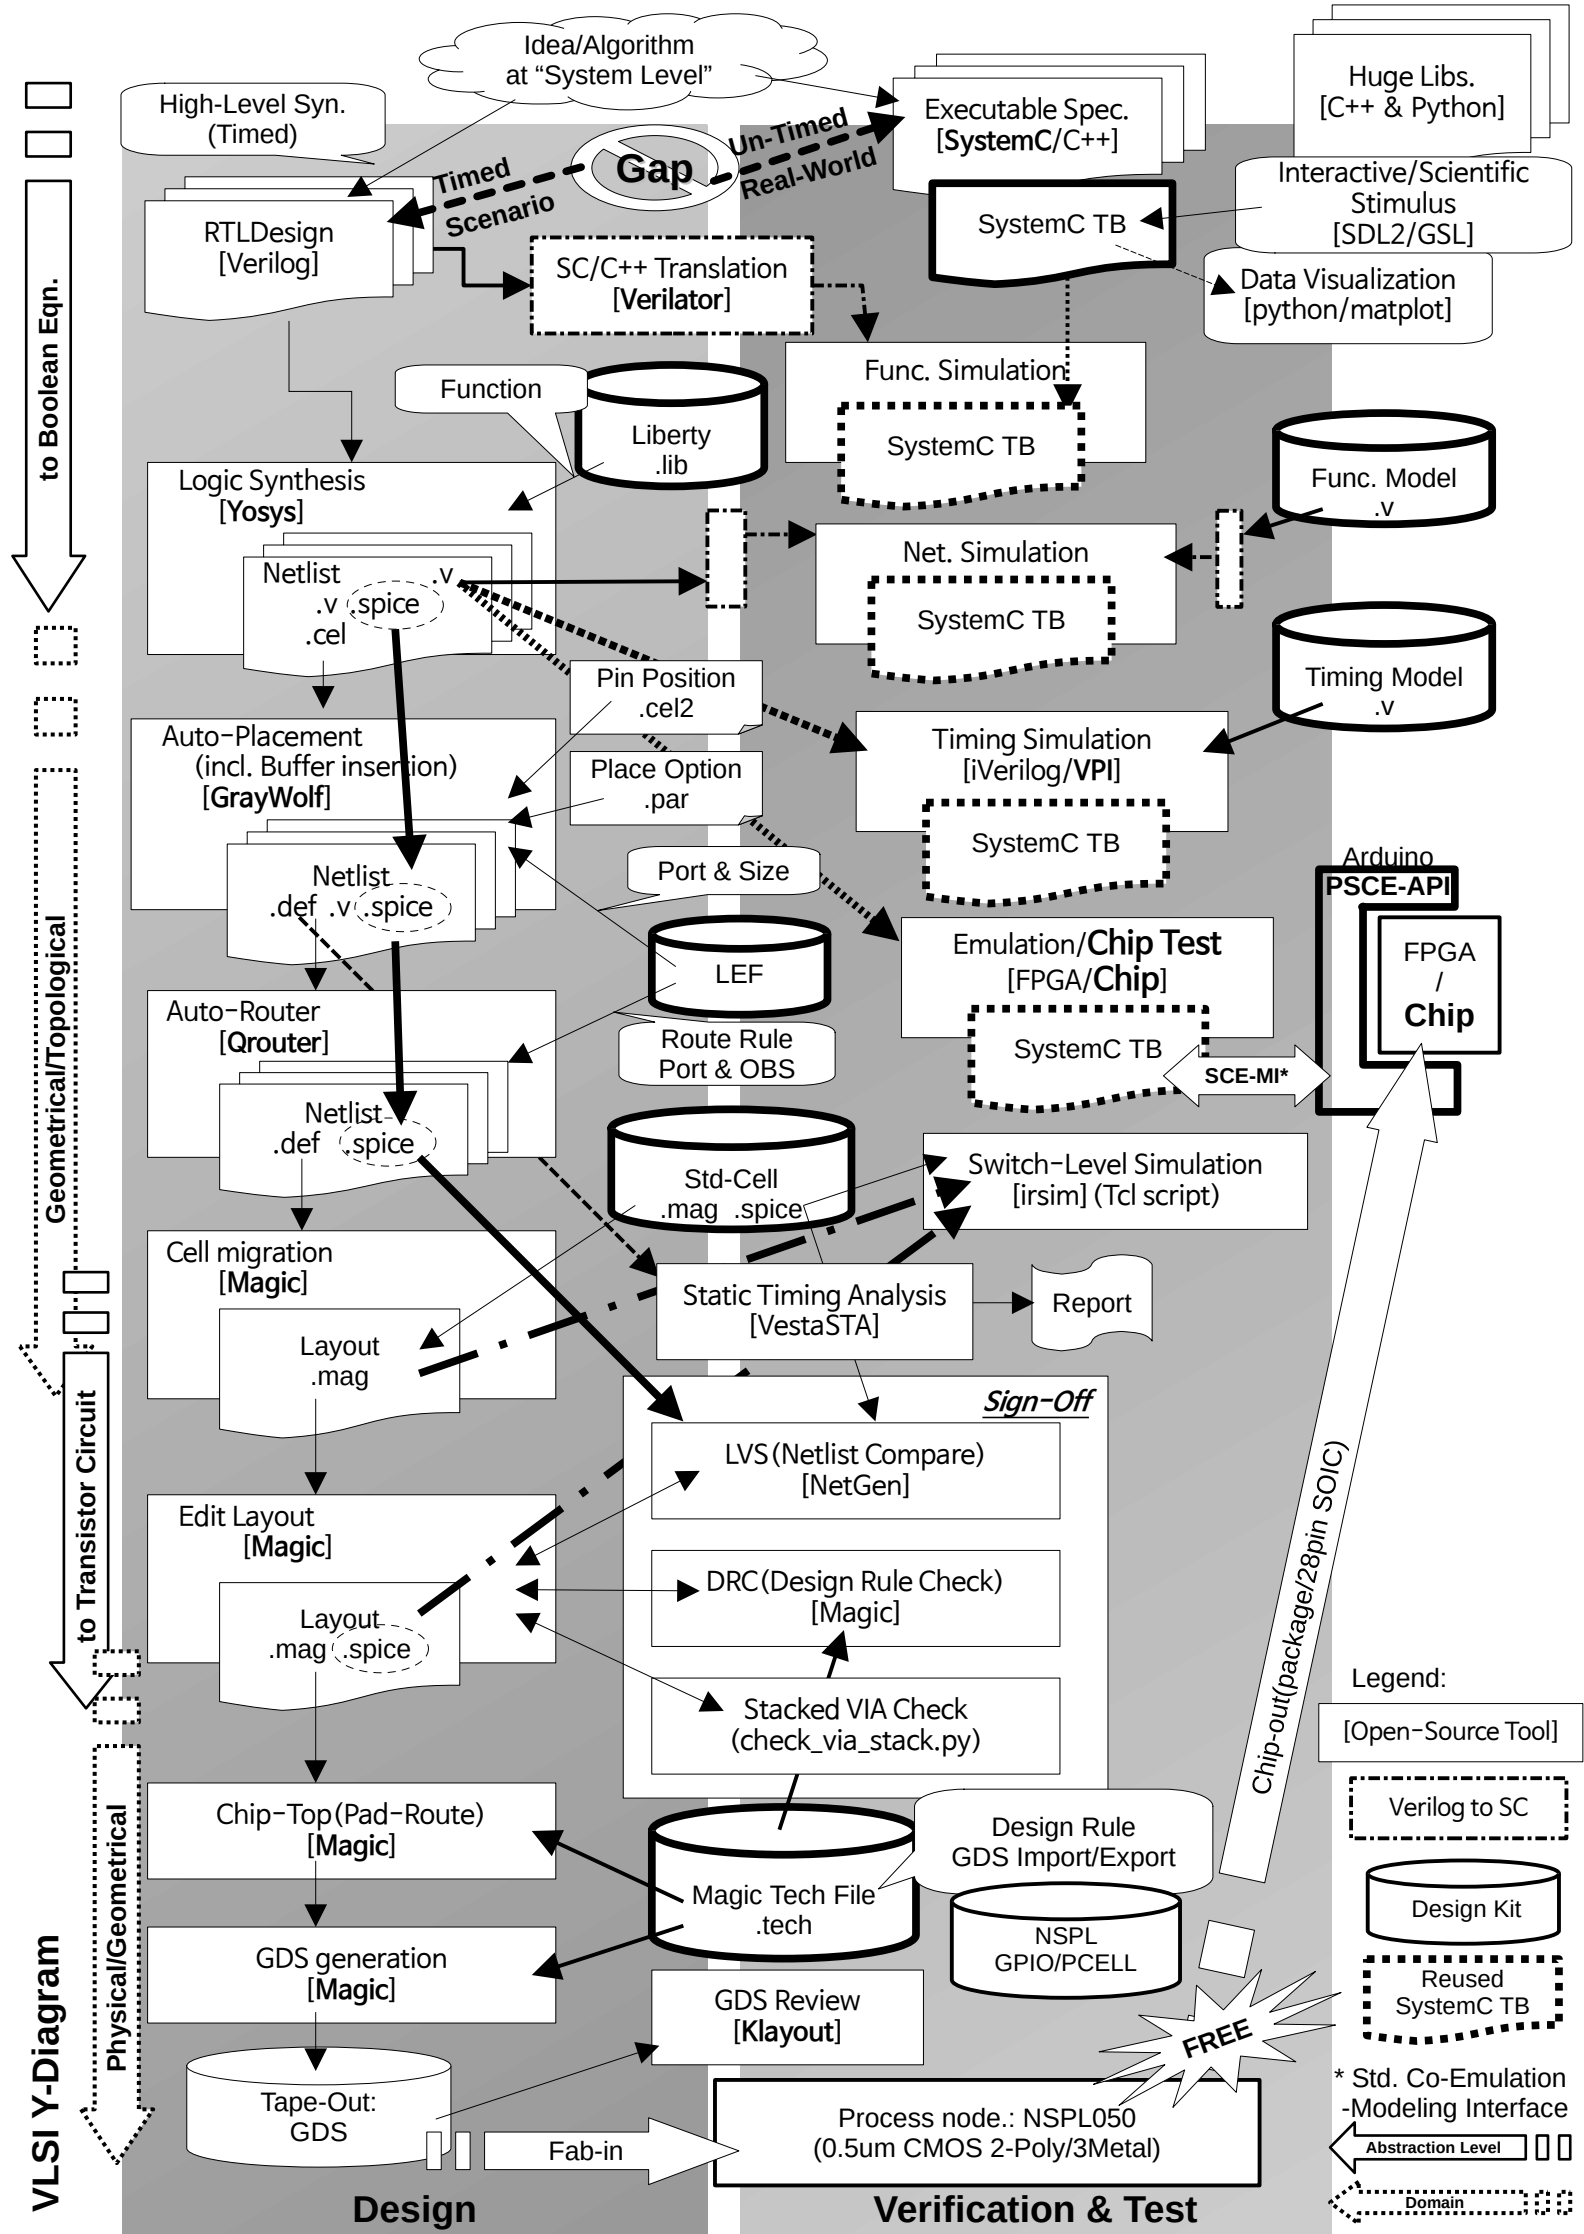 Idea/Algorithm
at “System Level”
High-Level Syn.
(Timed)
Executable Spec.
[SystemC/C++]
Huge Libs.
[C++ & Python]
Gap
Timed
Scenario
Un-Timed
Real-World
RTLDesign
[Verilog]
SystemC TB
Interactive/Scientific
Stimulus
[SDL2/GSL]
Data Visualization
[python/matplot]
SC/C++ Translation
[Verilator]
Func. Simulation
SystemC TB
Function
Liberty
.lib
to Boolean Eqn.
Logic Synthesis
[Yosys]
Netlist
.v
.v .spice
.cel
Net. Simulation
SystemC TB
Func. Model
.v
Pin Position
.cel2
Timing Model
.v
Auto-Placement
(incl. Buffer insertion)
[GrayWolf]
Netlist
.def .v .spice
Place Option
.par
Timing Simulation
[iVerilog/VPI]
SystemC TB
Port & Size
LEF
Emulation/Chip Test
[FPGA/Chip]
SystemC TB
SCE-MI*
Arduino
PSCE-API
FPGA
/
Chip
Geometrical/Topological
Auto-Router
[Qrouter]
Netlist
.def .spice
Route Rule
Port & OBS
Std-Cell
.mag .spice
Switch-Level Simulation
[irsim] (Tcl script)
Cell migration
[Magic]
Layout
.mag
Static Timing Analysis
[VestaSTA]
Report
Sign-Off
LVS(Netlist Compare)
[NetGen]
to Transistor Circuit
Edit Layout
[Magic]
Layout
.mag .spice
DRC(Design Rule Check)
[Magic]
Stacked VIA Check
(check_via_stack.py)
Chip-out(package/28pin SOIC)
Legend:
[Open-Source Tool]
Verilog to SC
Design Kit
Reused
SystemC TB
* Std. Co-Emulation
-Modeling Interface
Abstraction Level
Domain
Chip-Top(Pad-Route)
[Magic]
Magic Tech File
.tech
Design Rule
GDS Import/Export
NSPL
GPIO/PCELL
Physical/Geometrical
GDS generation
[Magic]
GDS Review
[Klayout]
FREE
Tape-Out:
GDS
Fab-in
Process node.: NSPL050
(0.5um CMOS 2-Poly/3Metal)
VLSI Y-Diagram
Design
Verification & Test